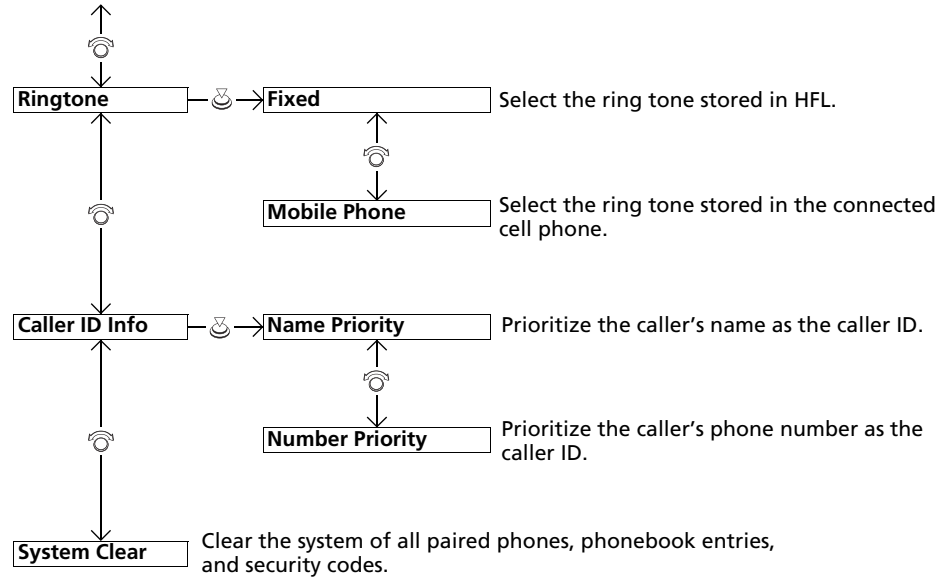 Ringtone
Fixed
Select the ring tone stored in HFL.
Mobile Phone
Select the ring tone stored in the connected
cell phone.
Caller ID Info
Name Priority
Prioritize the caller’s name as the caller ID.
Number Priority
Prioritize the caller’s phone number as the
caller ID.
System Clear
Clear the system of all paired phones, phonebook entries,
and security codes.